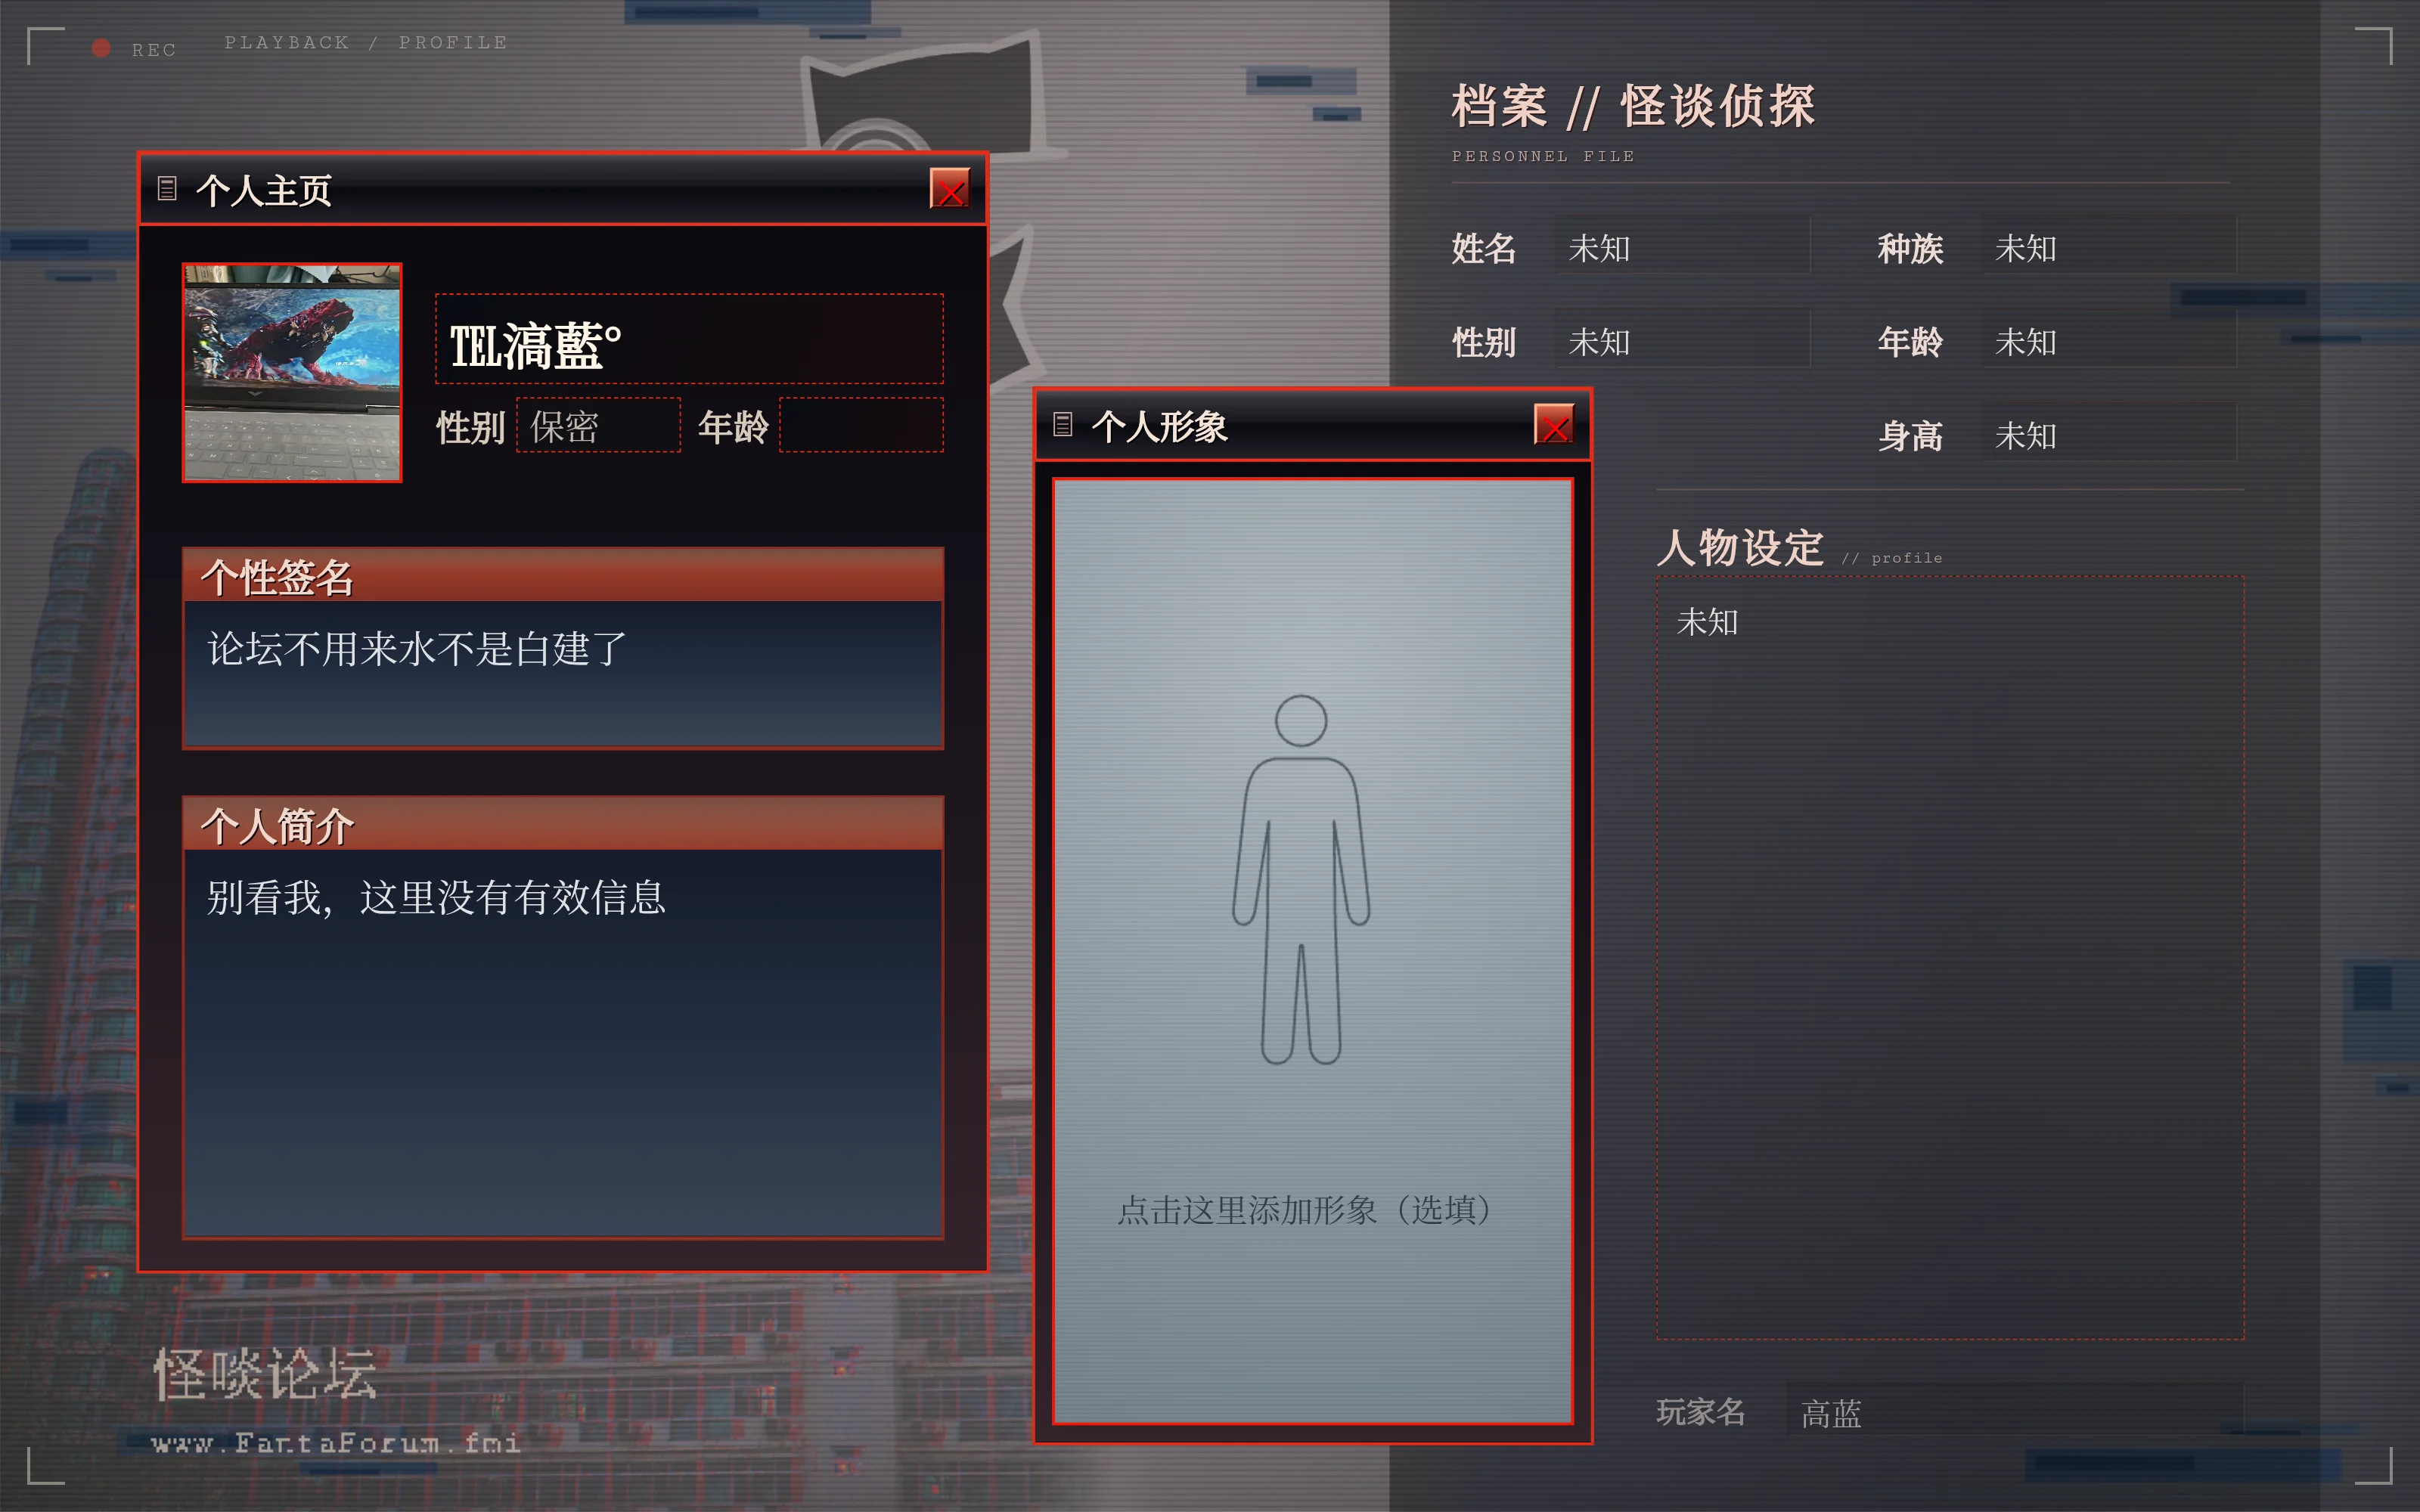 REC
PLAYBACK / PROFILE
个人主页
℡滈藍°
性别 保密 年龄
个性签名
论坛不用来水不是白建了
个人简介
别看我，这里没有有效信息
怪啖论坛
www.FartaForum.fmi
个人形象
点击这里添加形象（选填）
档案 // 怪谈侦探
PERSONNEL FILE
姓名 未知 种族 未知
性别 未知 年龄 未知
身高 未知
人物设定 // profile
未知
玩家名 高蓝